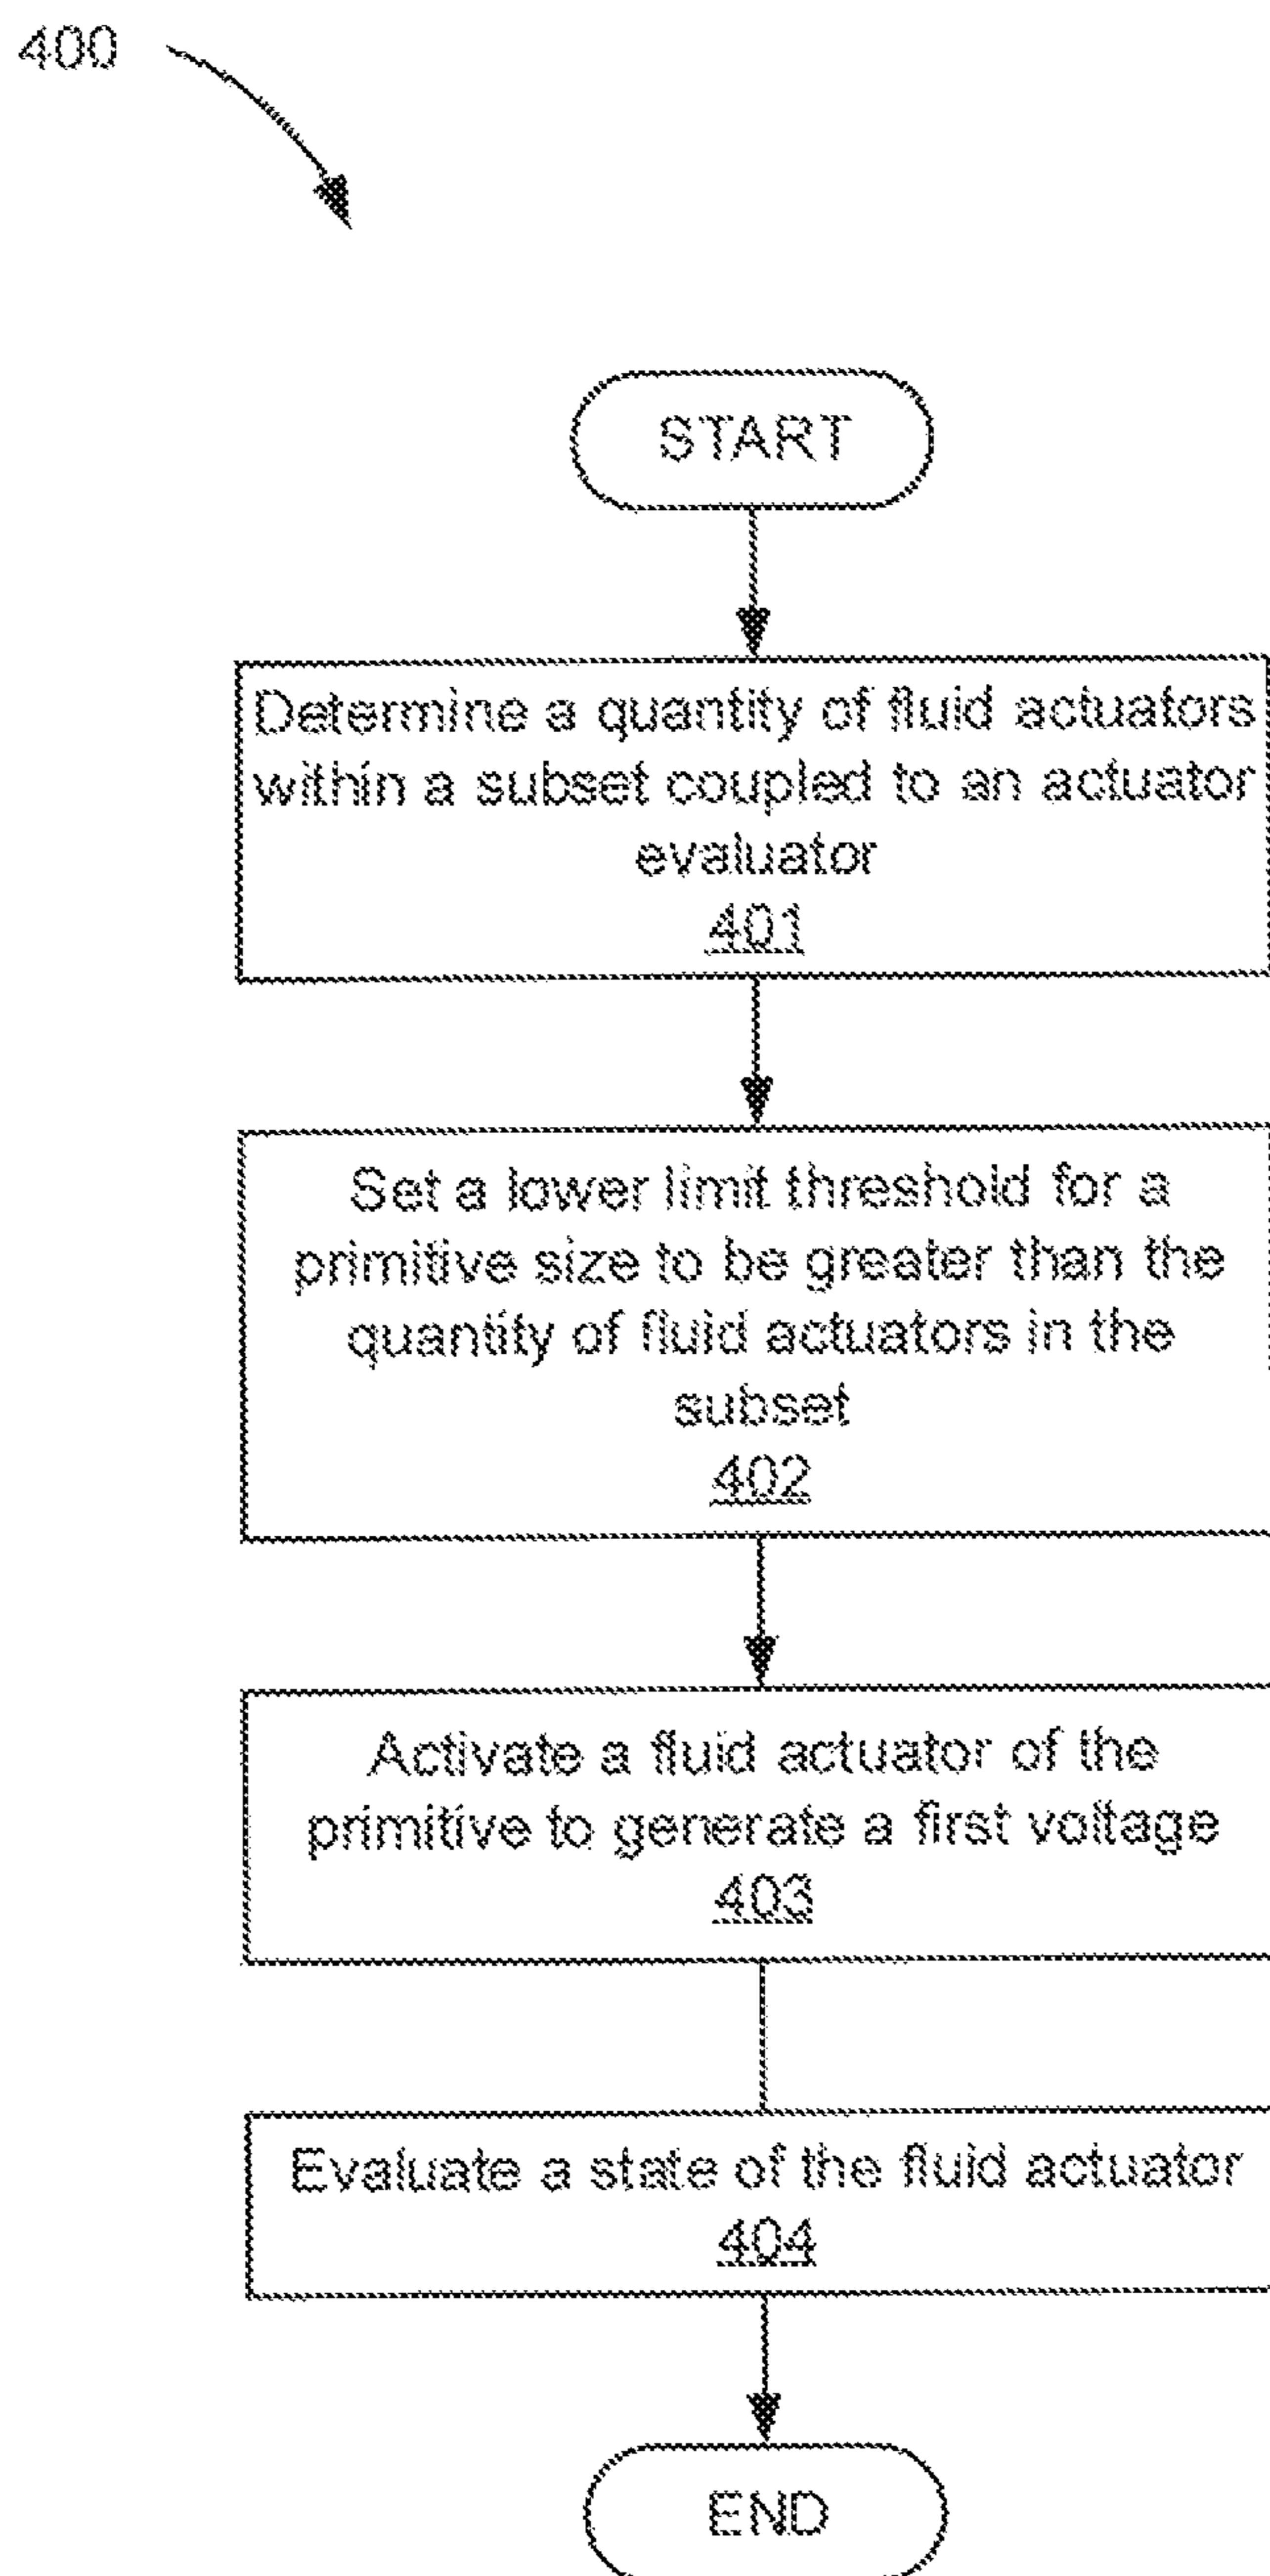 400
START
Determine a quantity of fluid actuators
within a subset coupled to an actuator
evaluator
401
Set a lower limit threshold for a
primitive size to be greater than the
quantity of fluid actuators in the
subset
402
Activate a fluid actuator of the
primitive to generate a first voltage
403
Evaluate a state of the fluid actuator
404
END